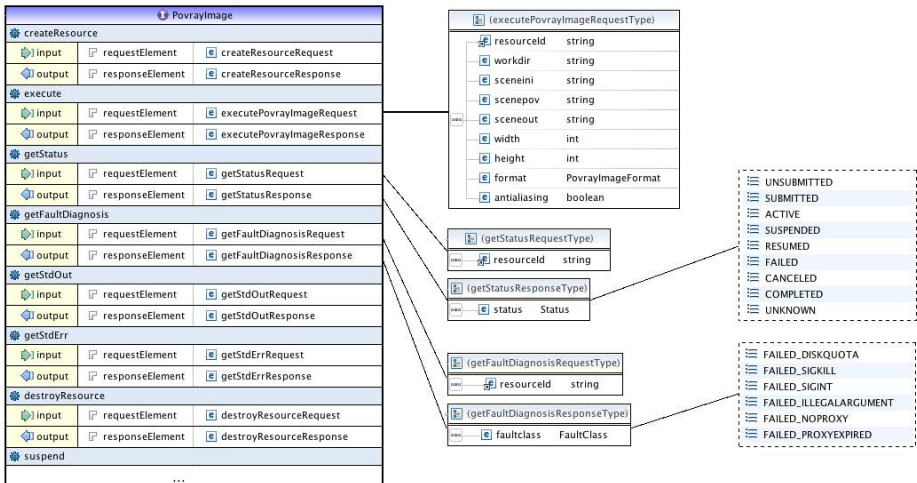 PovrayImage
createResource
input requestElement createResourceRequest
output responseElement createResourceResponse
execute
input requestElement executePovrayImageRequest
output responseElement executePovrayImageResponse
getStatus
input requestElement getStatusRequest
output responseElement getStatusResponse
getFaultDiagnosis
input requestElement getFaultDiagnosisRequest
output responseElement getFaultDiagnosisResponse
getStdOut
input requestElement getStdOutRequest
output responseElement getStdOutResponse
getStdErr
input requestElement getStdErrRequest
output responseElement getStdErrResponse
destroyResource
input requestElement destroyResourceRequest
output responseElement destroyResourceResponse
suspend
...
(executePovrayImageRequestType)
resourceId string
workdir string
sceneini string
scenepov string
sceneout string
width int
height int
format PovrayImageFormat
antialiasing boolean
(getStatusRequestType)
resourceId string
(getStatusResponseType)
status Status
(getFaultDiagnosisRequestType)
resourceId string
(getFaultDiagnosisResponseType)
faultclass FaultClass
UNSUBMITTED
SUBMITTED
ACTIVE
SUSPENDED
RESUMED
FAILED
CANCELED
COMPLETED
UNKNOWN
FAILED_DISKQUOTA
FAILED_SIGKILL
FAILED_SIGINT
FAILED_ILLEGALARGUMENT
FAILED_NOPROXY
FAILED_PROXYEXPIRED